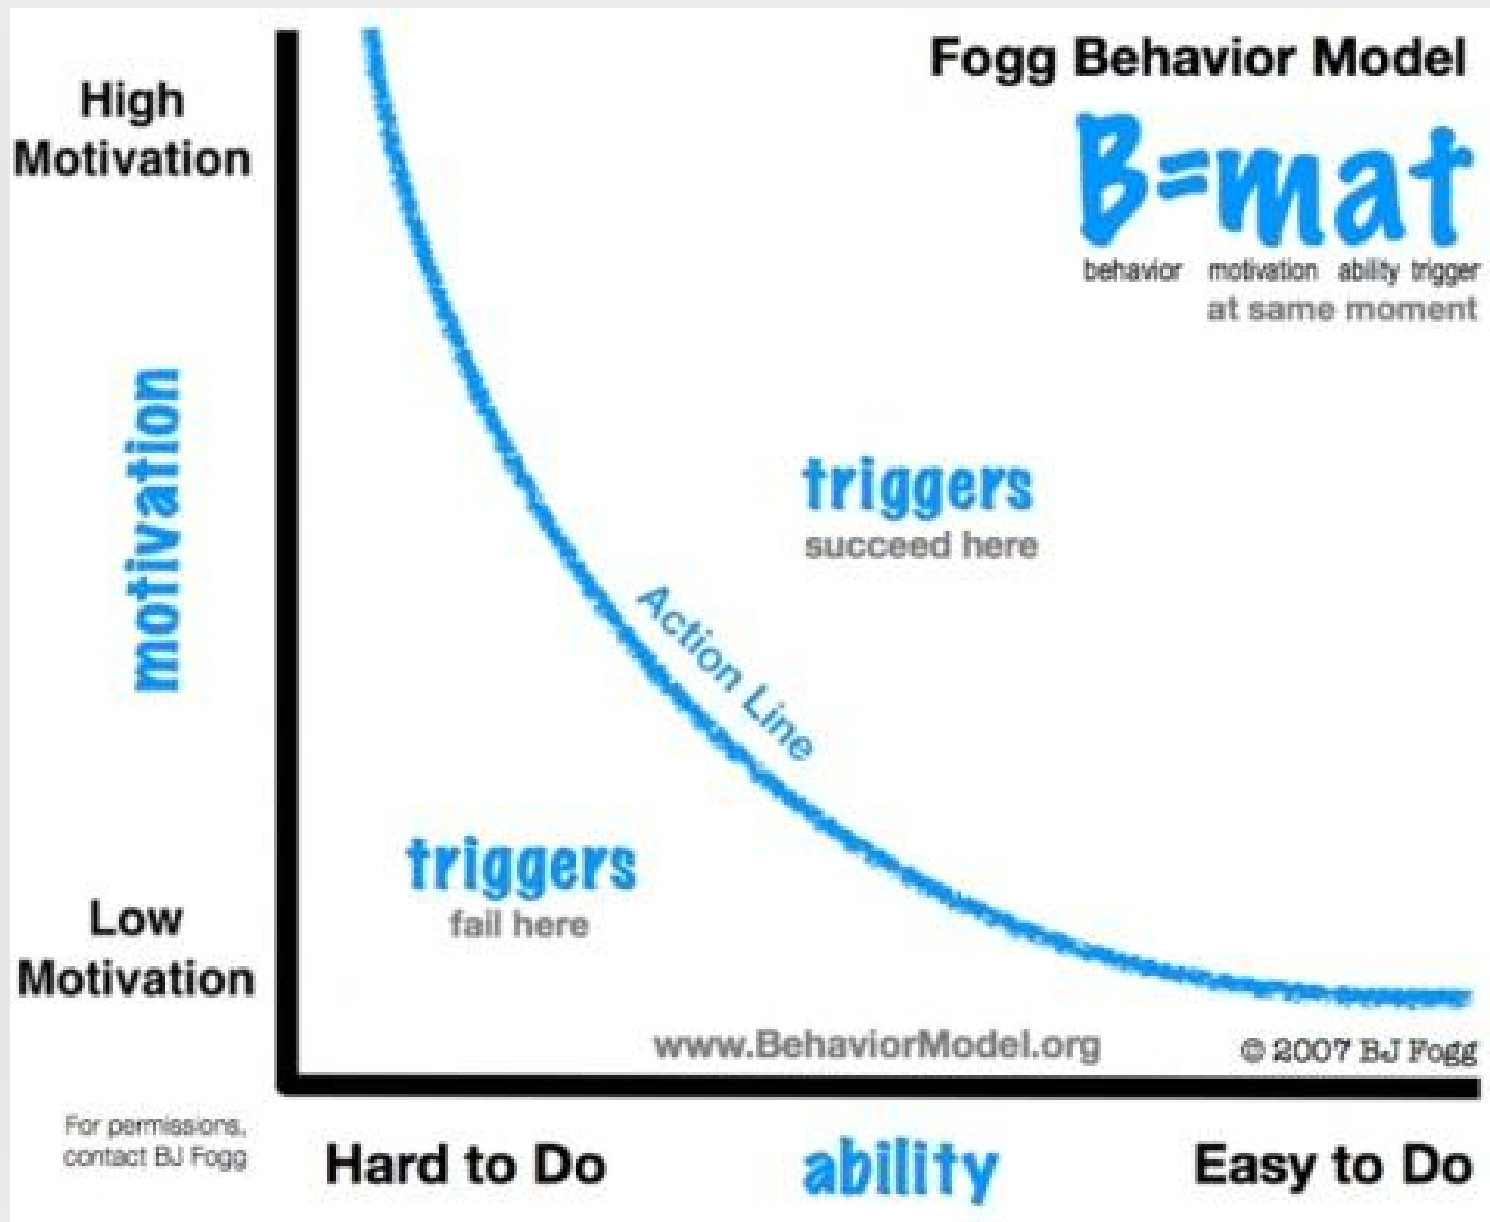 Fogg Behavior Model
B=mat
behavior motivation ability trigger
at same moment
High
Motivation
motivation
Low
Motivation
triggers
succeed here
Action Line
triggers
fail here
www.BehaviorModel.org
© 2007 BJ Fogg
For permissions,
contact BJ Fogg
Hard to Do
ability
Easy to Do